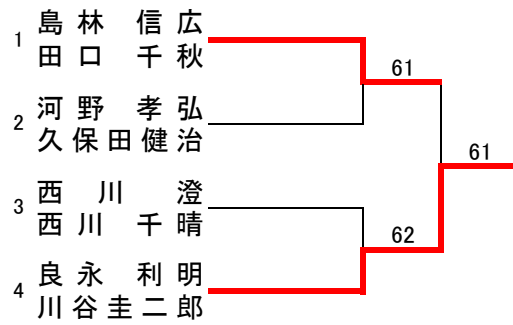 1 島林 信広
田口 千秋
61
2 河野 孝弘
久保田健治
61
3 西川 澄
西川 千晴
62
4 良永 利明
川谷圭二郎